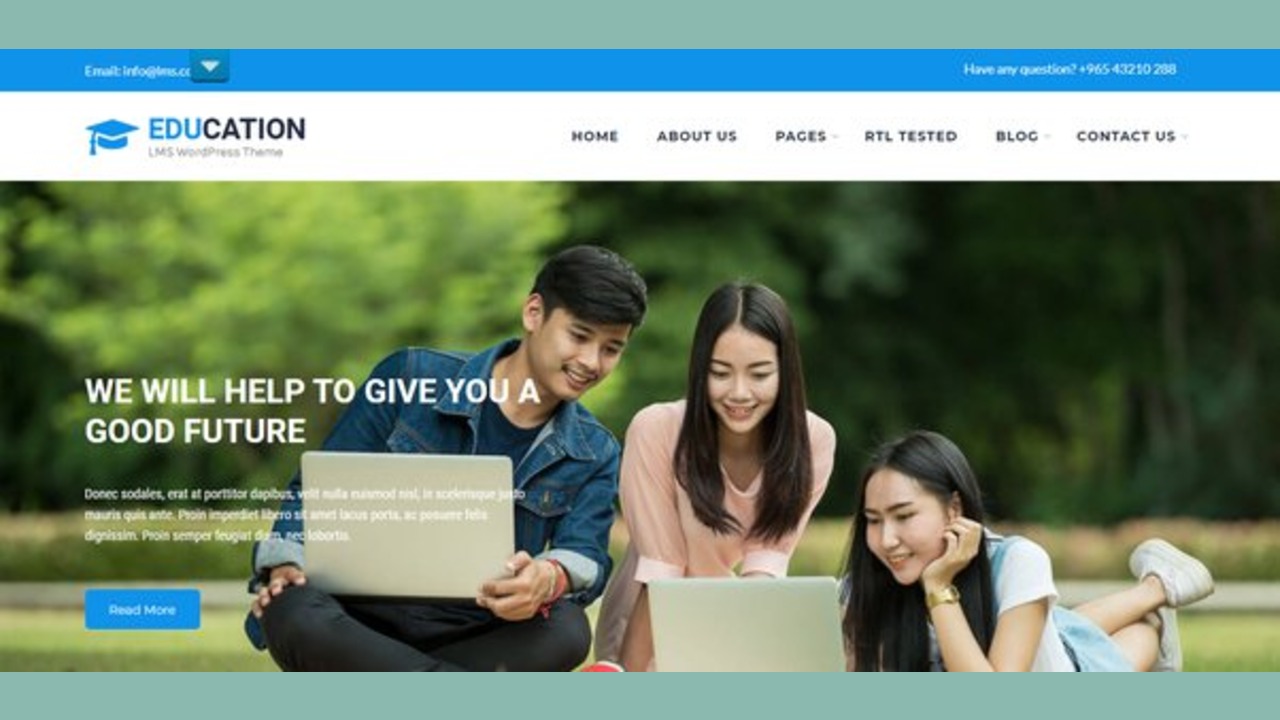 Email: info@lms.co
Have any question? +965 43210 288
EDUCATION
LMS WordPress Theme
HOME ABOUT US PAGES RTL TESTED BLOG CONTACT US
WE WILL HELP TO GIVE YOU A
GOOD FUTURE
Donec sodales, erat at porttitor dapibus, velit nulla euismod nisl, in scelerisque justo
mauris quis ante. Proin imperdiet libero sit amet lacus porta, ac posuere felis
dignissim. Proin semper feugiat diam, nec lobortis.
Read More